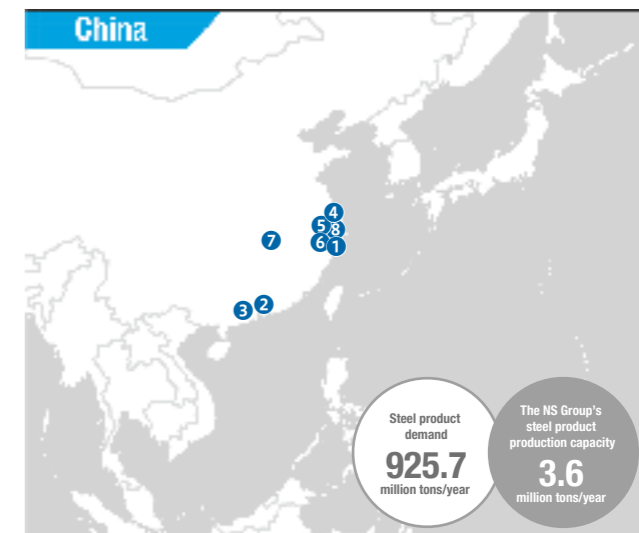 China
4
5
8
7
6
1
2
3
Steel product
demand
925.7
million tons/year
The NS Group's
steel product
production capacity
3.6
million tons/year